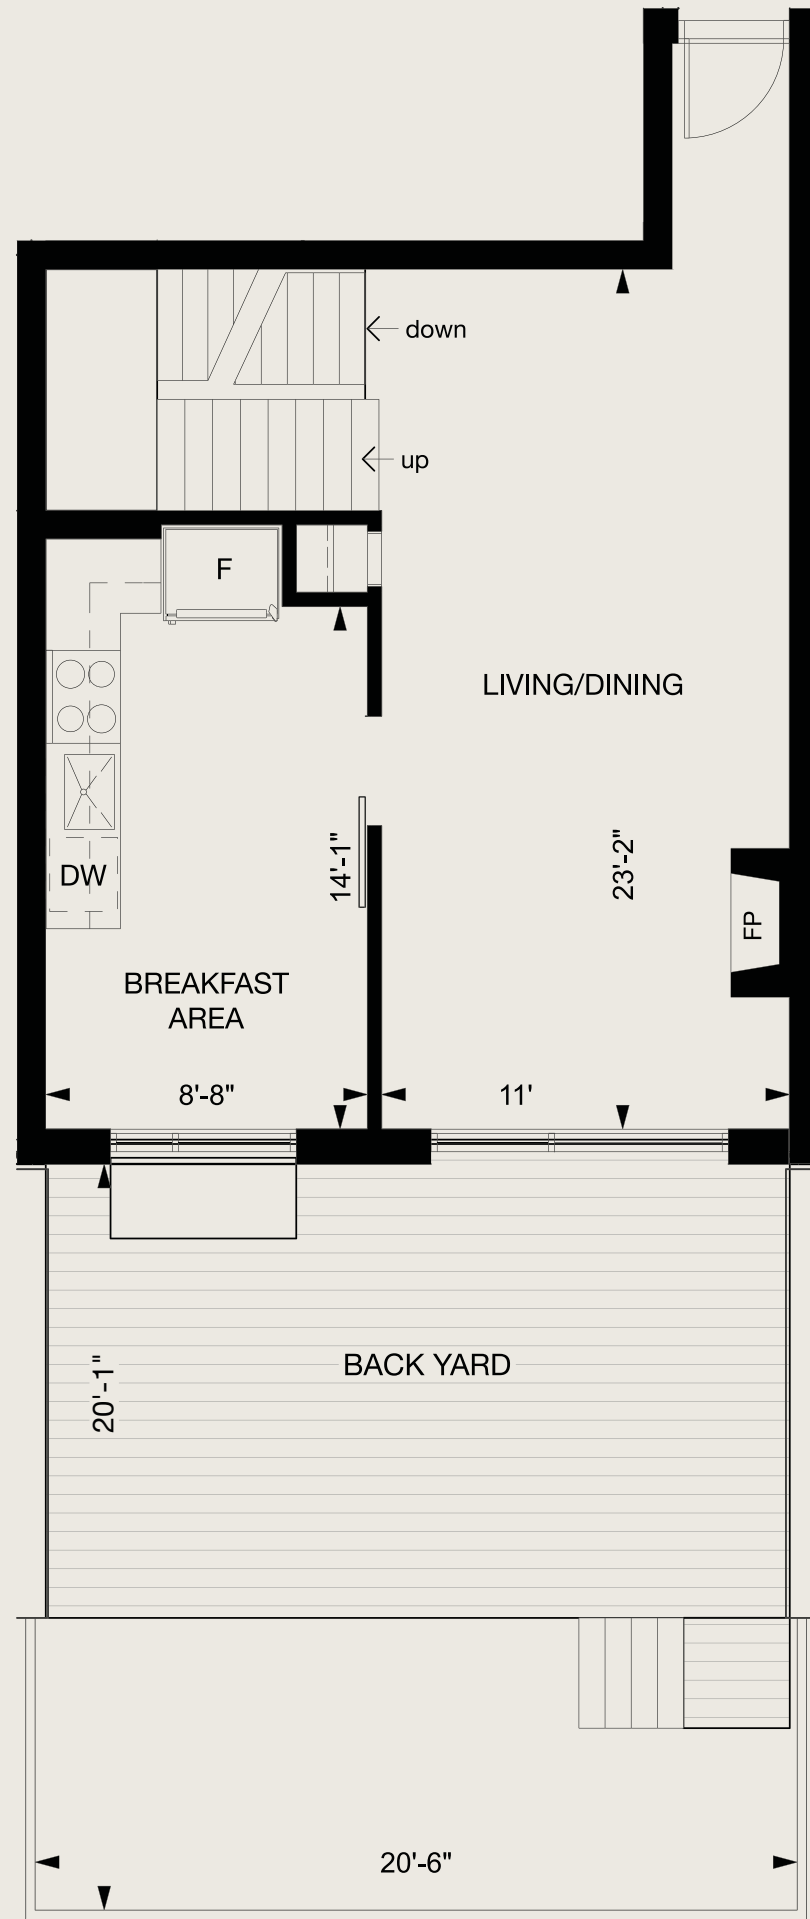 down
up
F
LIVING/DINING
14'-1"
23'-2"
DW
FP
BREAKFAST
AREA
8'-8"
11'
BACK YARD
20'-1"
20'-6"